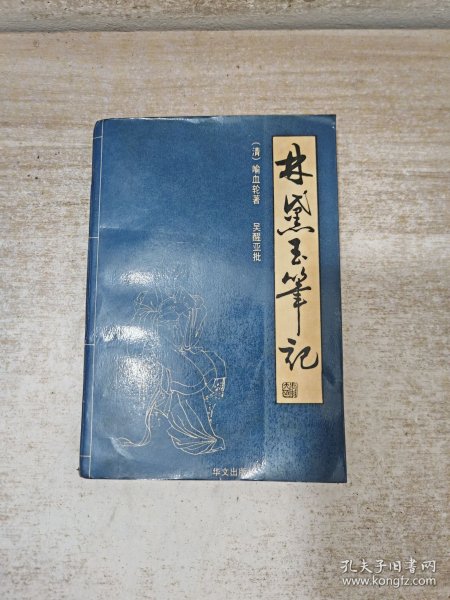 林黛玉笔记
（清）喻血轮著 吴醒亚批
华文出版
孔夫子旧书网
www.kongfz.com